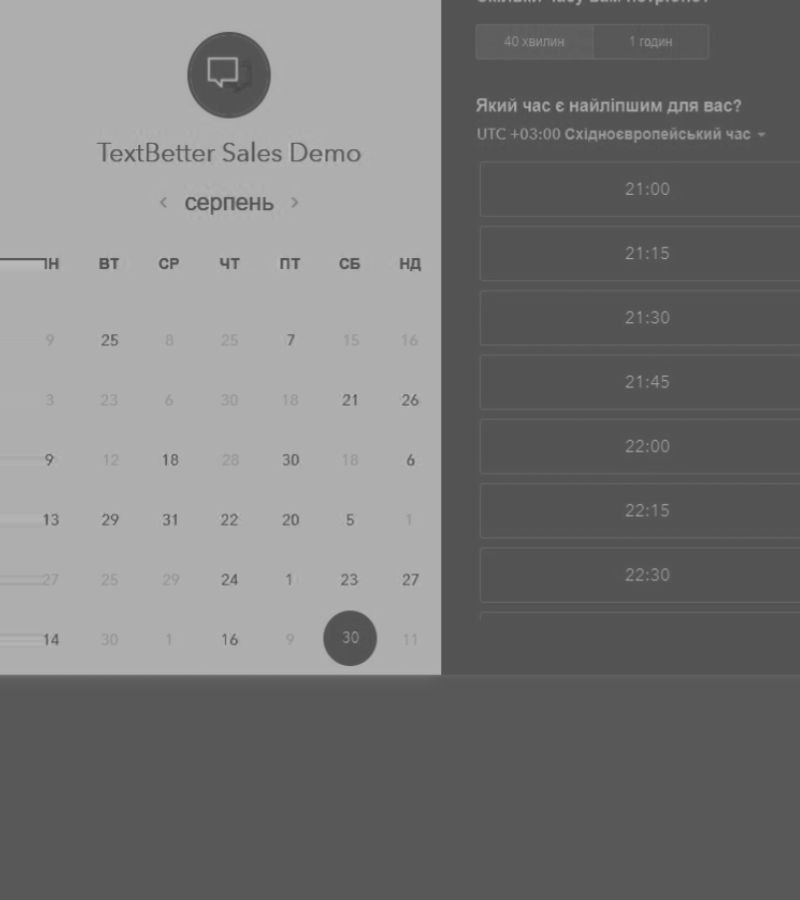 TextBetter Sales Demo
серпень
ПН ВТ СР ЧТ ПТ СБ НД
9 25 8 25 7 15 16
3 23 6 30 18 21 26
9 12 18 28 30 18 6
13 29 31 22 20 5 1
27 25 29 24 1 23 27
14 30 1 16 9 30 11
40 хвилин 1 годин
Який час є найліпшим для вас?
UTC +03:00 Східноєвропейський час
21:00
21:15
21:30
21:45
22:00
22:15
22:30